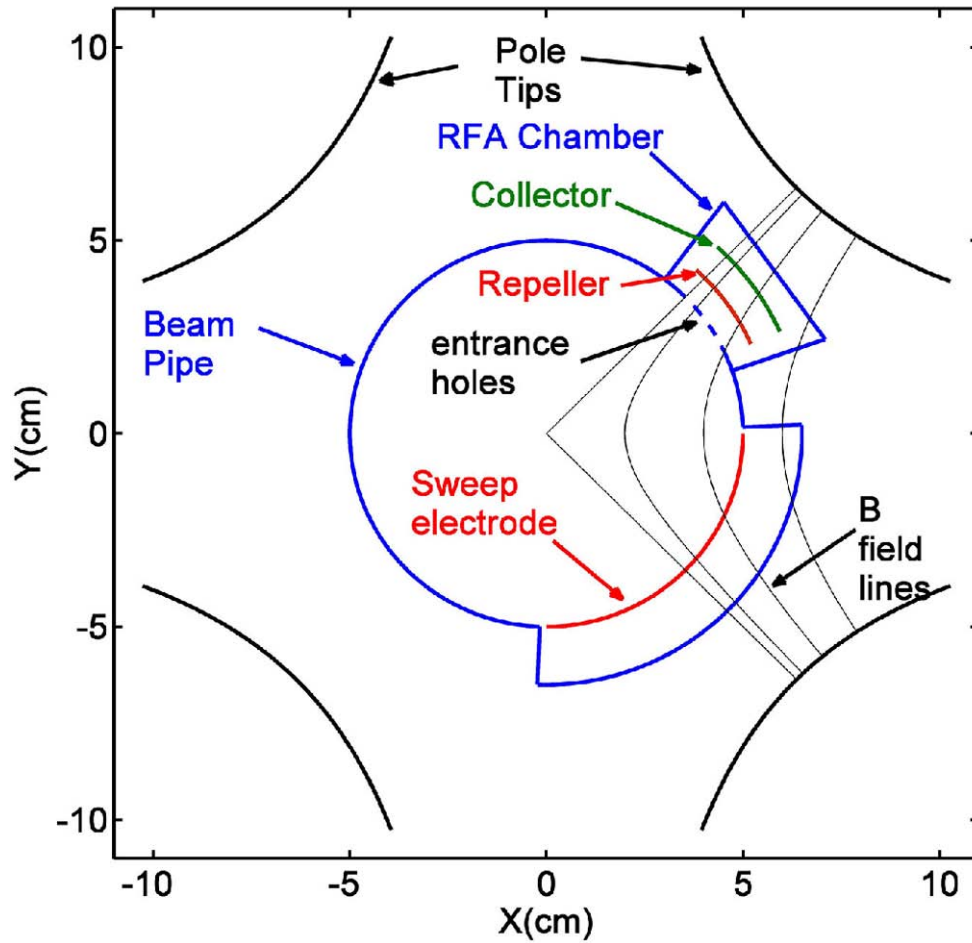 Pole
Tips
RFA Chamber
Collector
Repeller
Beam
Pipe
entrance
holes
Sweep
electrode
B
field
lines
10
5
0
-5
-10
Y(cm)
-10
-5
0
5
10
X(cm)